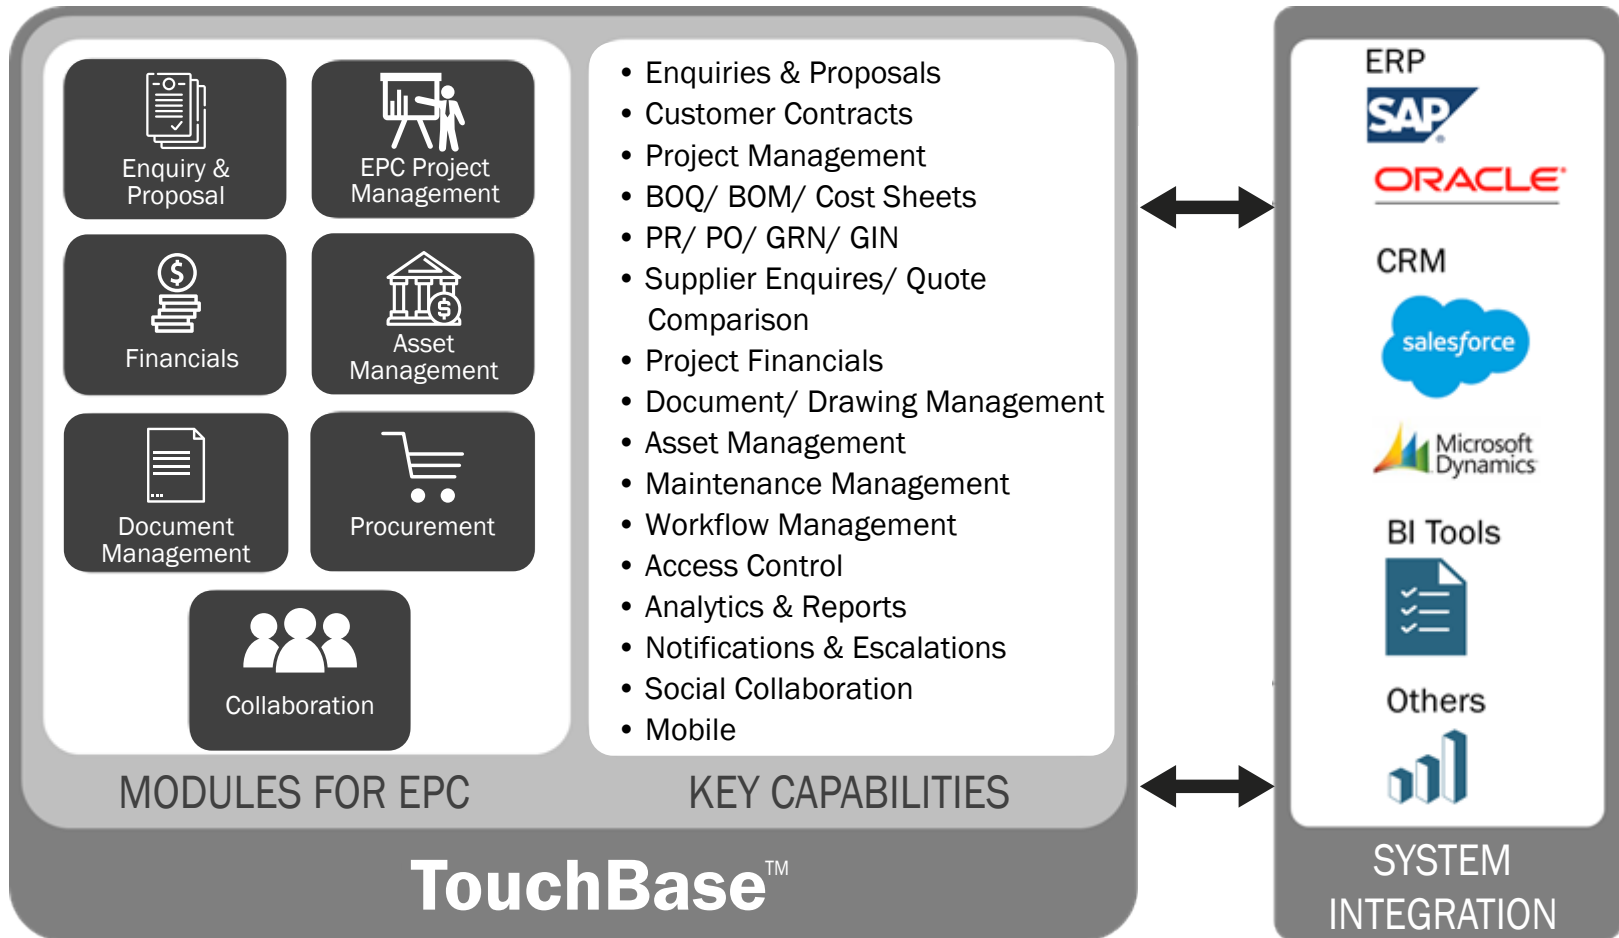 Enquiry &
Proposal
EPC Project
Management
Financials
Asset
Management
Document
Management
Procurement
Collaboration
MODULES FOR EPC
• Enquiries & Proposals
• Customer Contracts
• Project Management
• BOQ/ BOM/ Cost Sheets
• PR/ PO/ GRN/ GIN
• Supplier Enquires/ Quote
Comparison
• Project Financials
• Document/ Drawing Management
• Asset Management
• Maintenance Management
• Workflow Management
• Access Control
• Analytics & Reports
• Notifications & Escalations
• Social Collaboration
• Mobile
KEY CAPABILITIES
TouchBase™
ERP
SAP®
ORACLE®
CRM
salesforce
Microsoft
Dynamics
BI Tools
Others
SYSTEM
INTEGRATION